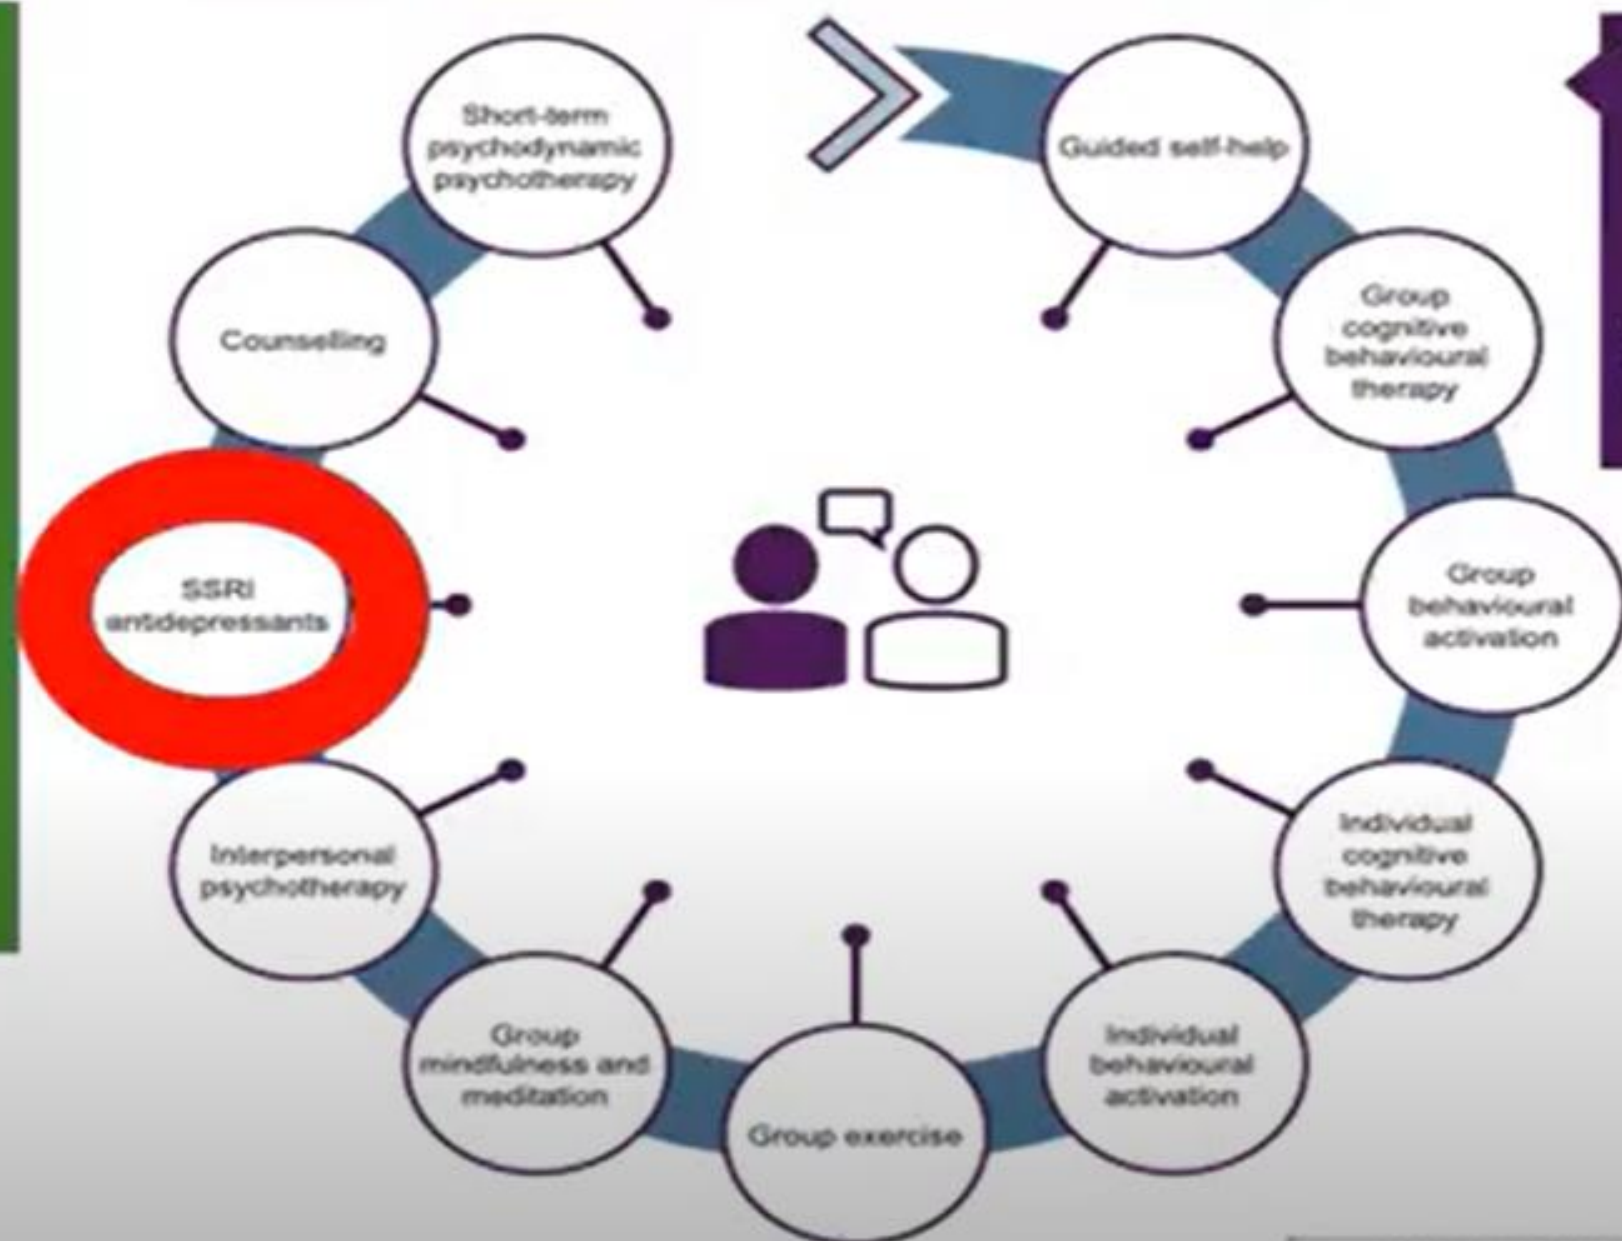 Guided self-help
Group
cognitive
behavioural
therapy
Group
behavioural
activation
Individual
cognitive
behavioural
therapy
Individual
behavioural
activation
Group exercise
Group
mindfulness and
meditation
Interpersonal
psychotherapy
SSRI
antidepressants
Counselling
Short-term
psychodynamic
psychotherapy